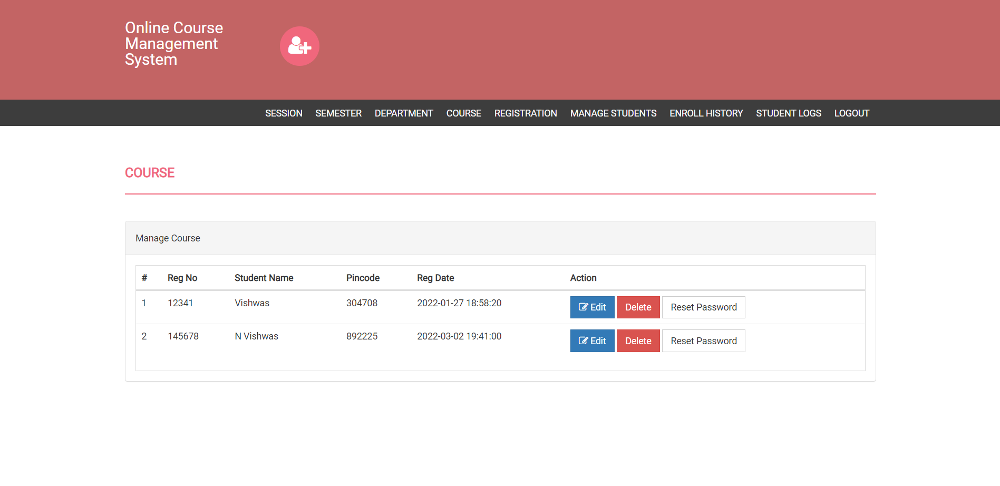 Online Course
Management
System
SESSION SEMESTER DEPARTMENT COURSE REGISTRATION MANAGE STUDENTS ENROLL HISTORY STUDENT LOGS LOGOUT
COURSE
Manage Course
# Reg No Student Name Pincode Reg Date Action
1 12341 Vishwas 304708 2022-01-27 18:58:20 Edit Delete Reset Password
2 145678 N Vishwas 892225 2022-03-02 19:41:00 Edit Delete Reset Password